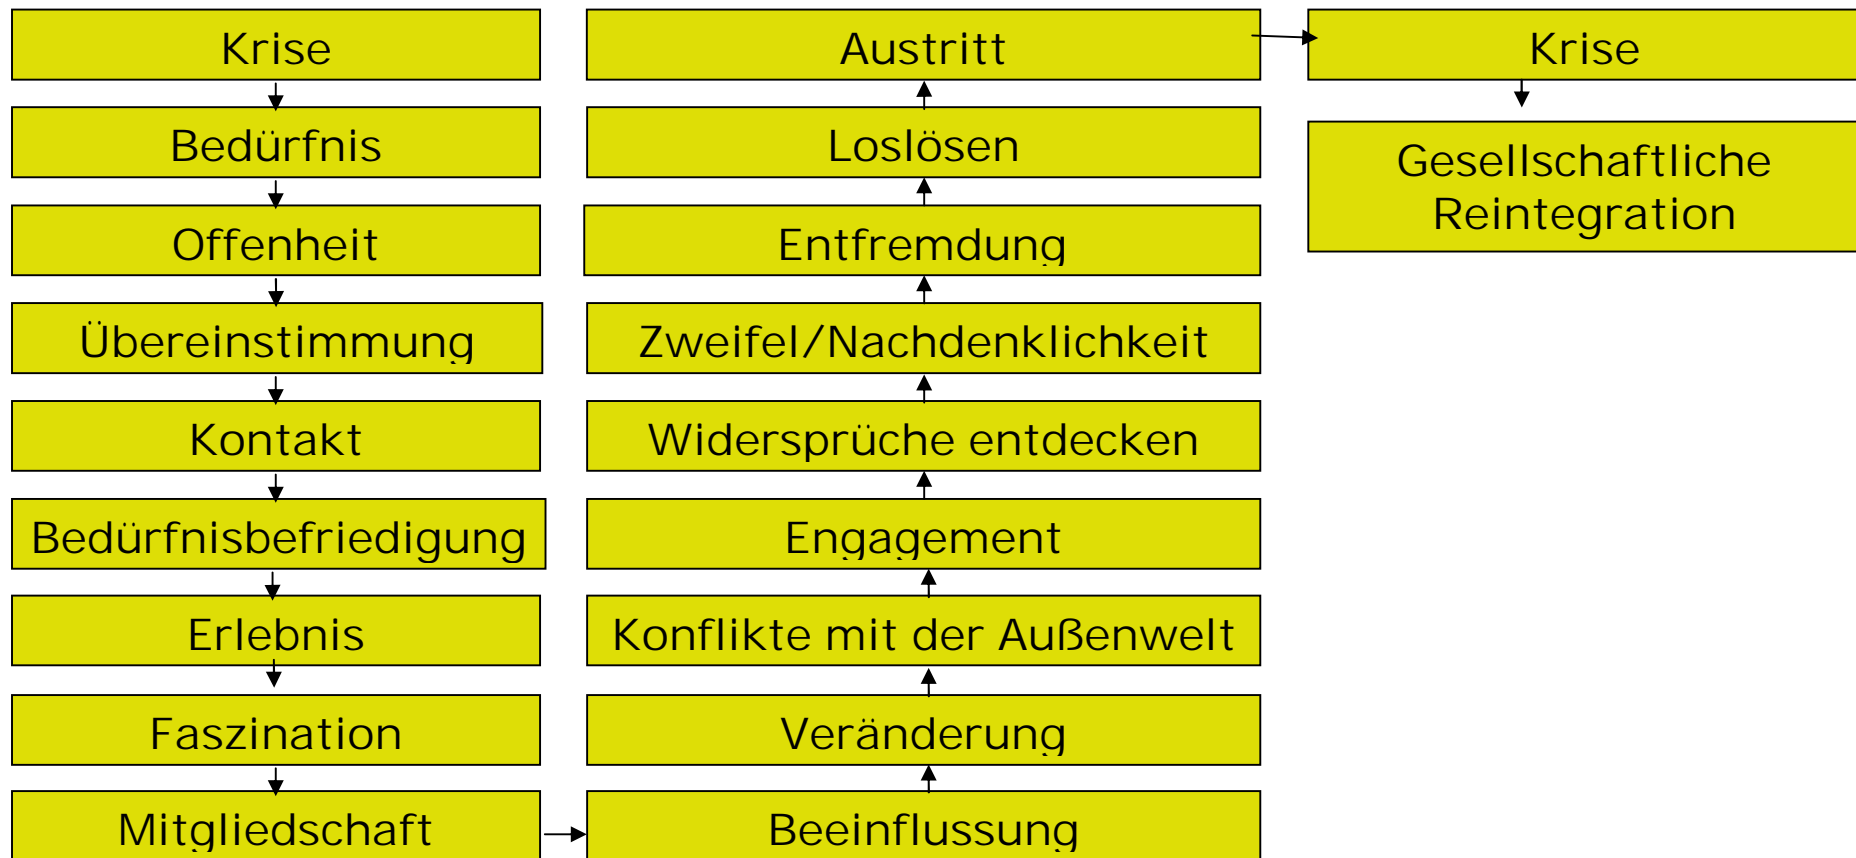 Krise
Bedürfnis
Offenheit
Übereinstimmung
Kontakt
Bedürfnisbefriedigung
Erlebnis
Faszination
Mitgliedschaft
Beeinflussung
Veränderung
Konflikte mit der Außenwelt
Engagement
Widersprüche entdecken
Zweifel/Nachdenklichkeit
Entfremdung
Loslösen
Austritt
Krise
Gesellschaftliche
Reintegration